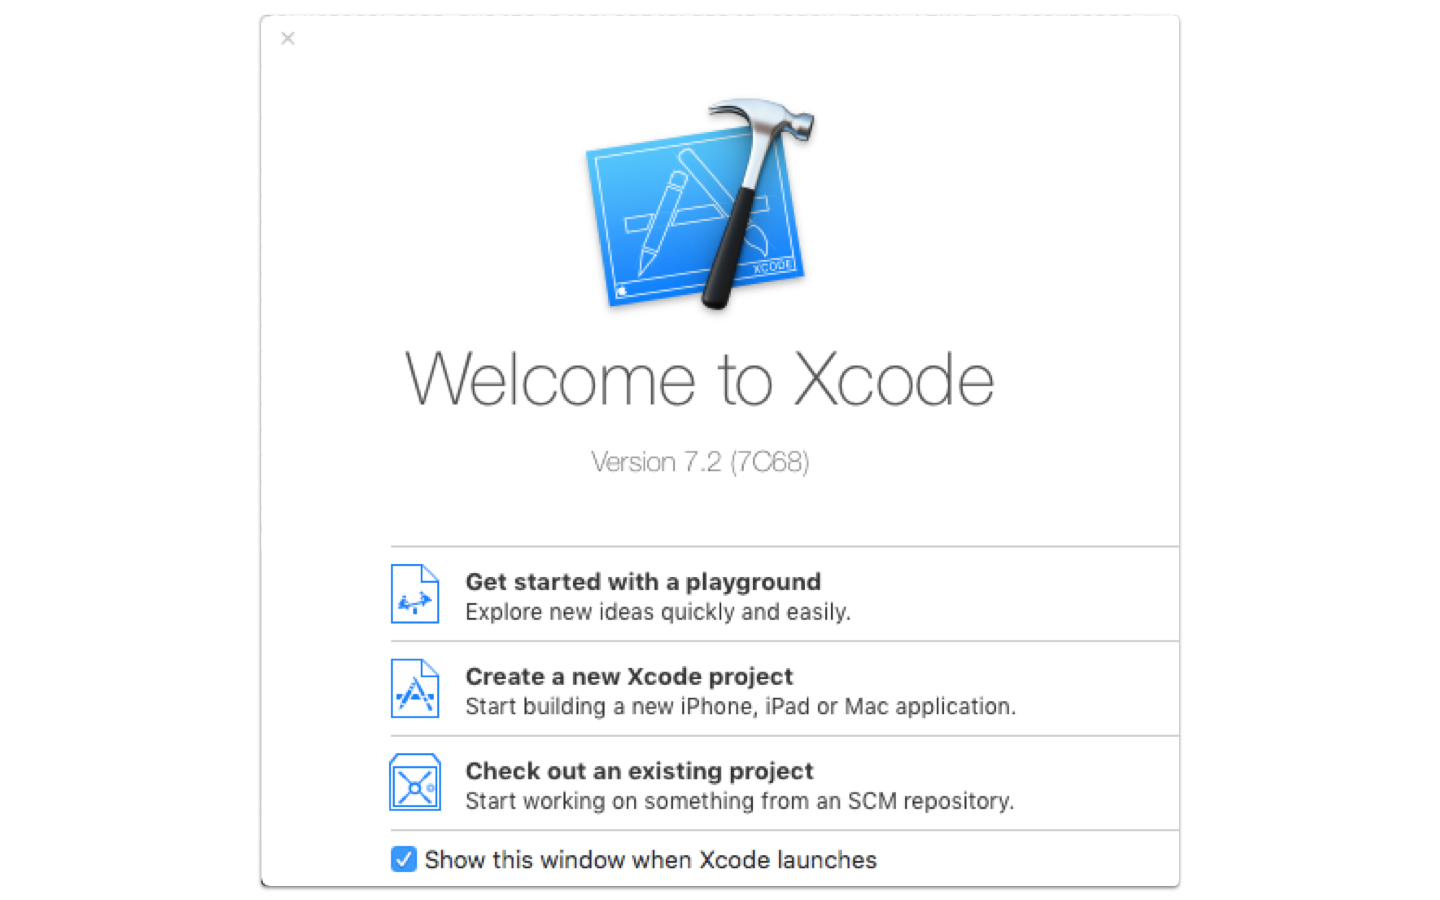 XCODE
Welcome to Xcode
Version 7.2 (7C68)
Get started with a playground
Explore new ideas quickly and easily.
Create a new Xcode project
Start building a new iPhone, iPad or Mac application.
Check out an existing project
Start working on something from an SCM repository.
Show this window when Xcode launches